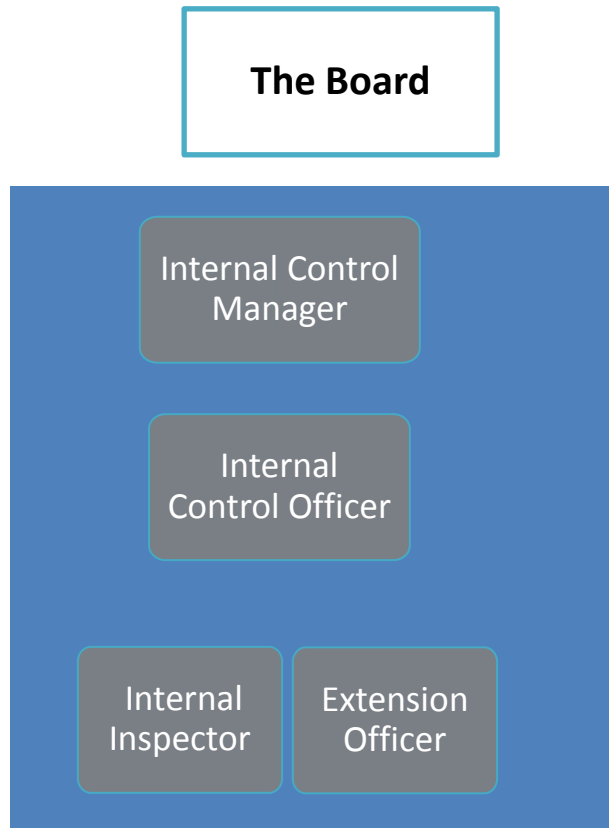 The Board
Internal Control
Manager
Internal
Control Officer
Internal
Inspector
Extension
Officer